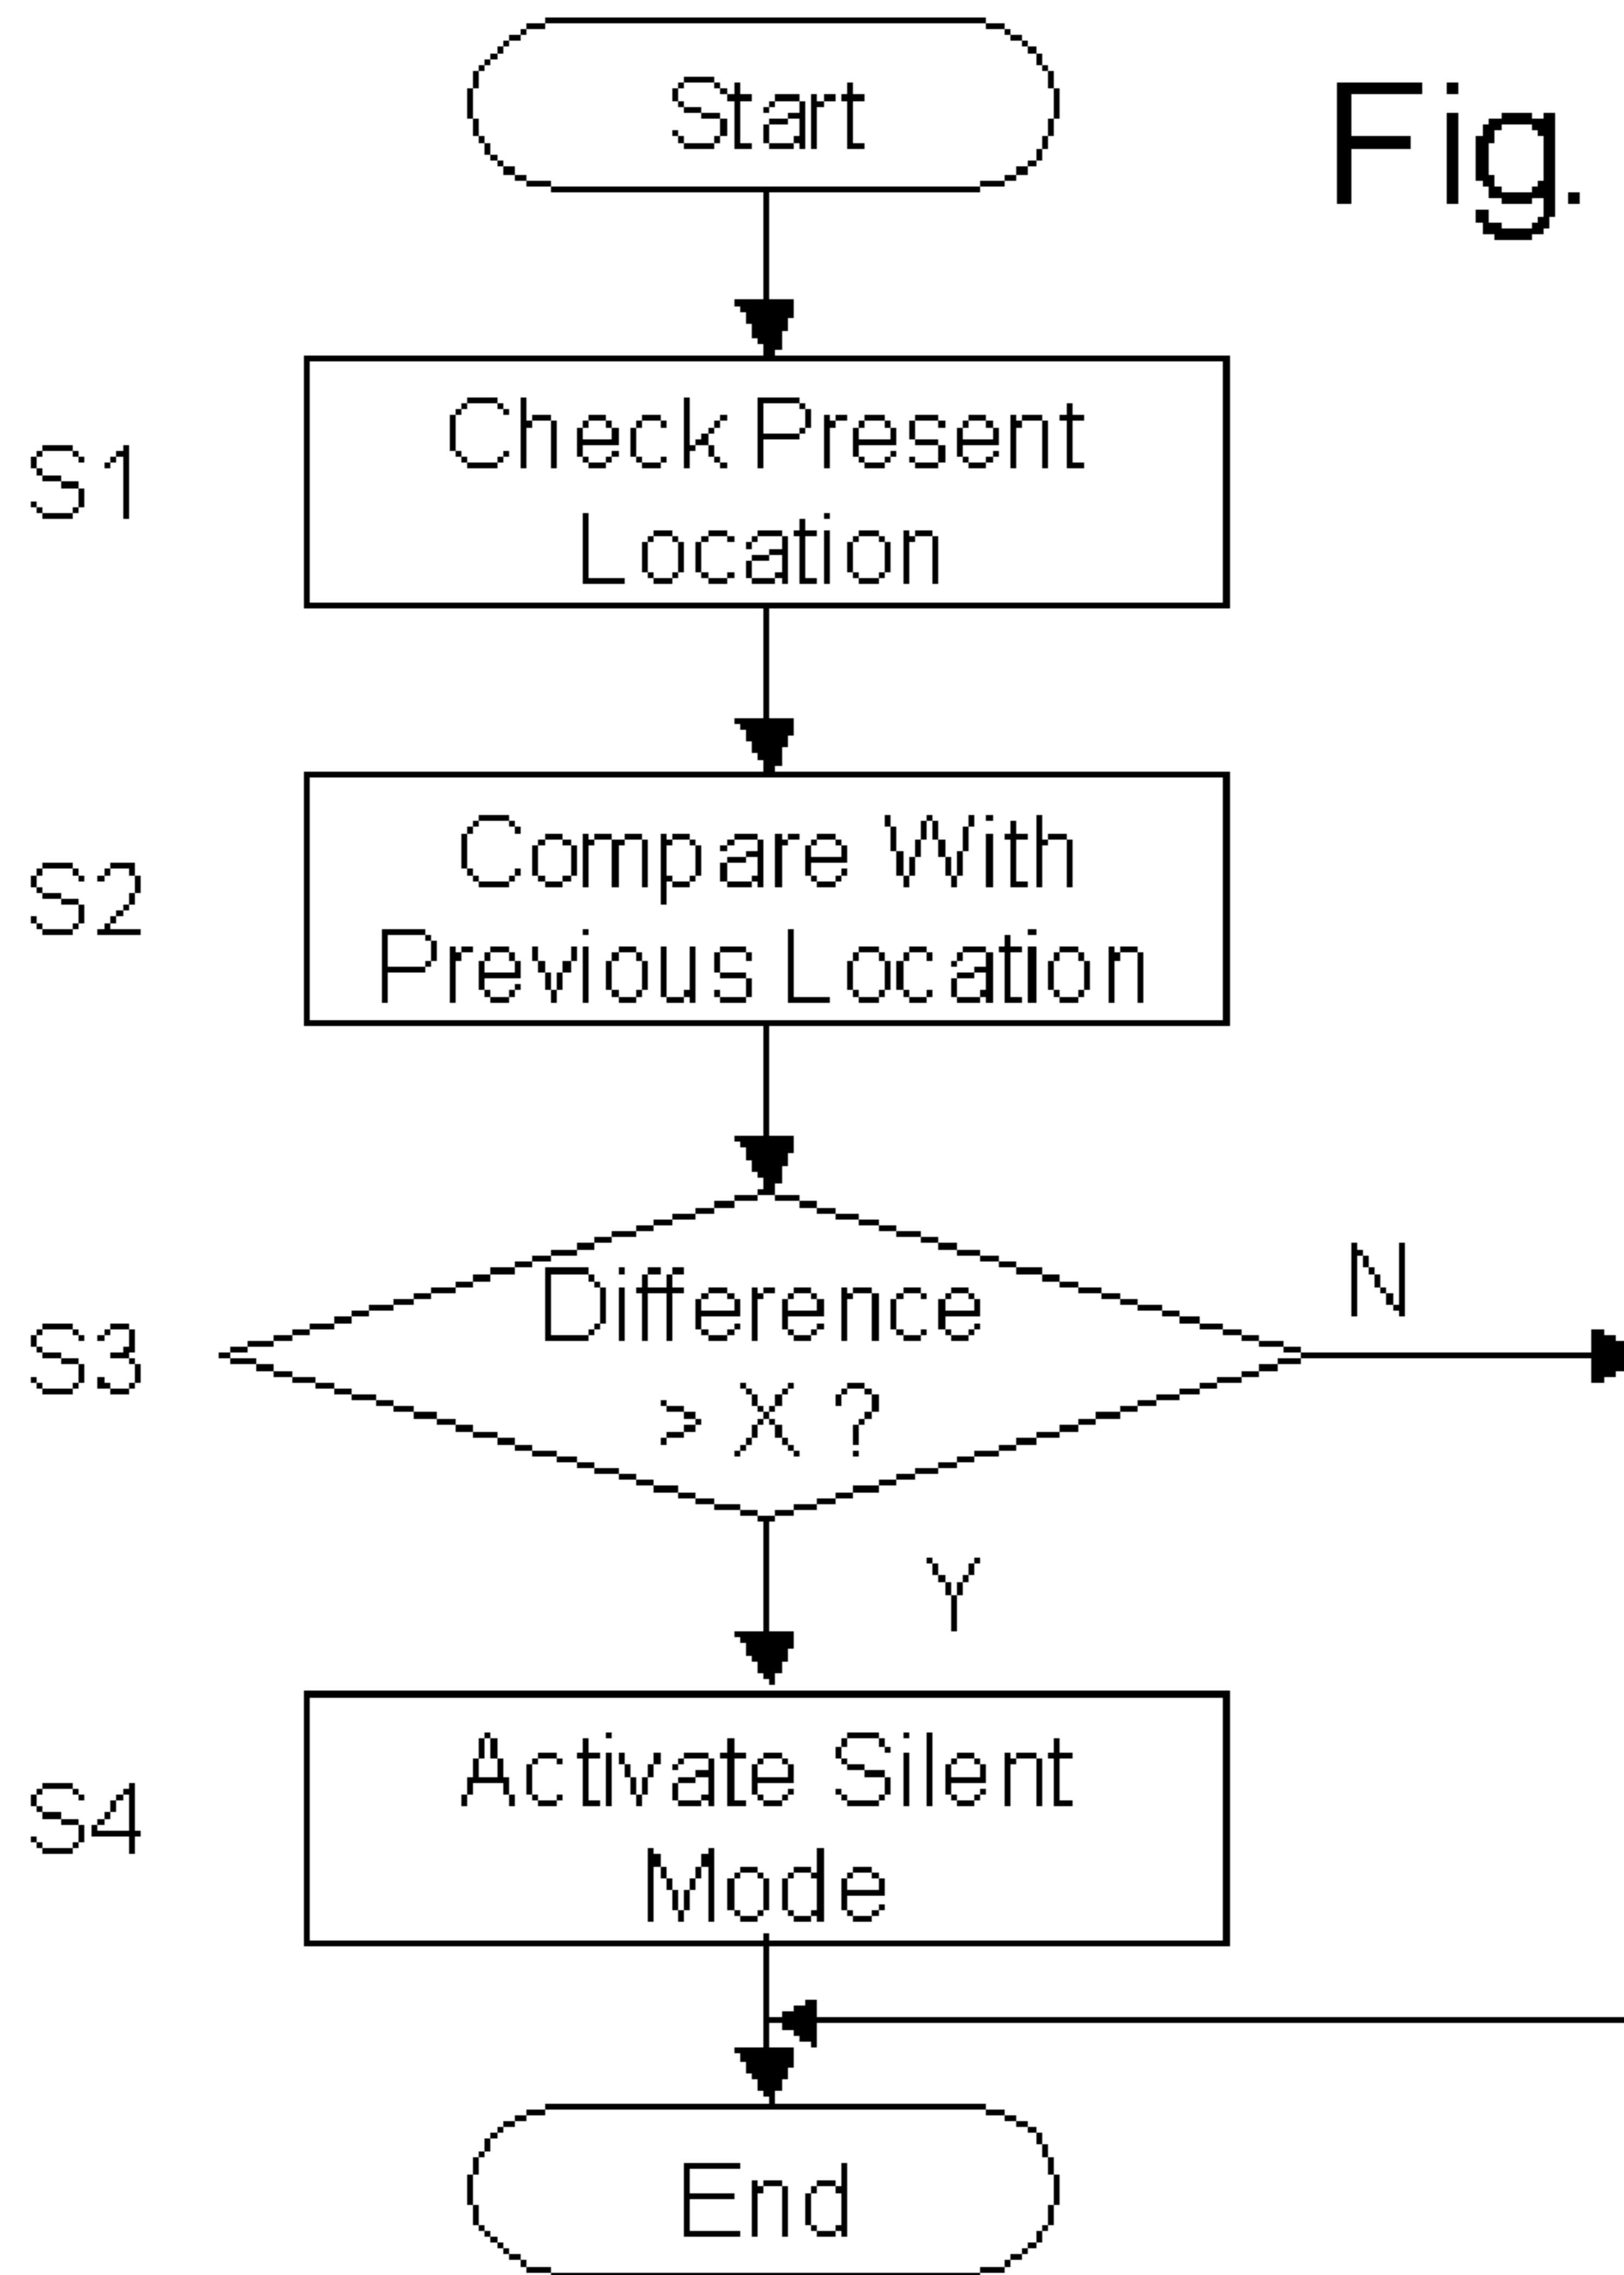 Start
Fig.
S1
Check Present
Location
S2
Compare With
Previous Location
S3
Difference
> X ?
N
Y
S4
Activate Silent
Mode
End